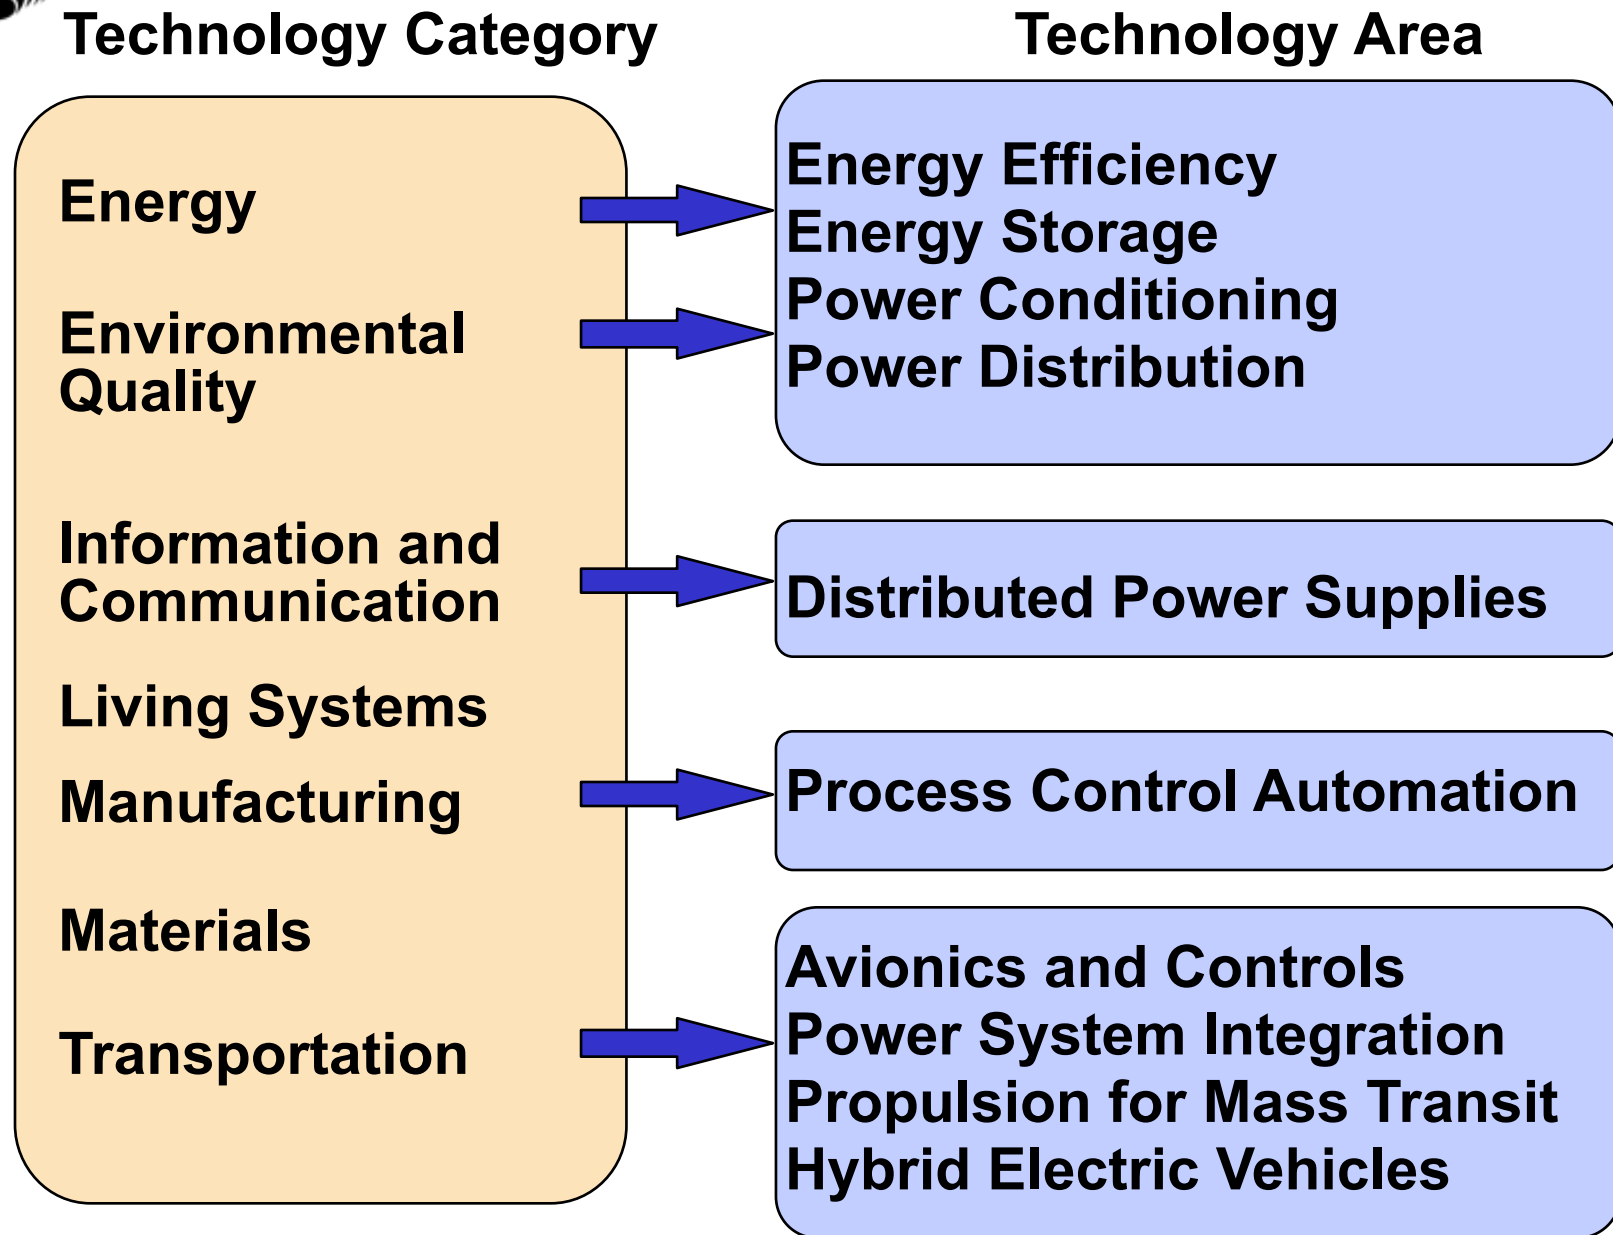 Technology Category
Technology Area
Energy
Environmental
Quality
Information and
Communication
Living Systems
Manufacturing
Materials
Transportation
Energy Efficiency
Energy Storage
Power Conditioning
Power Distribution
Distributed Power Supplies
Process Control Automation
Avionics and Controls
Power System Integration
Propulsion for Mass Transit
Hybrid Electric Vehicles